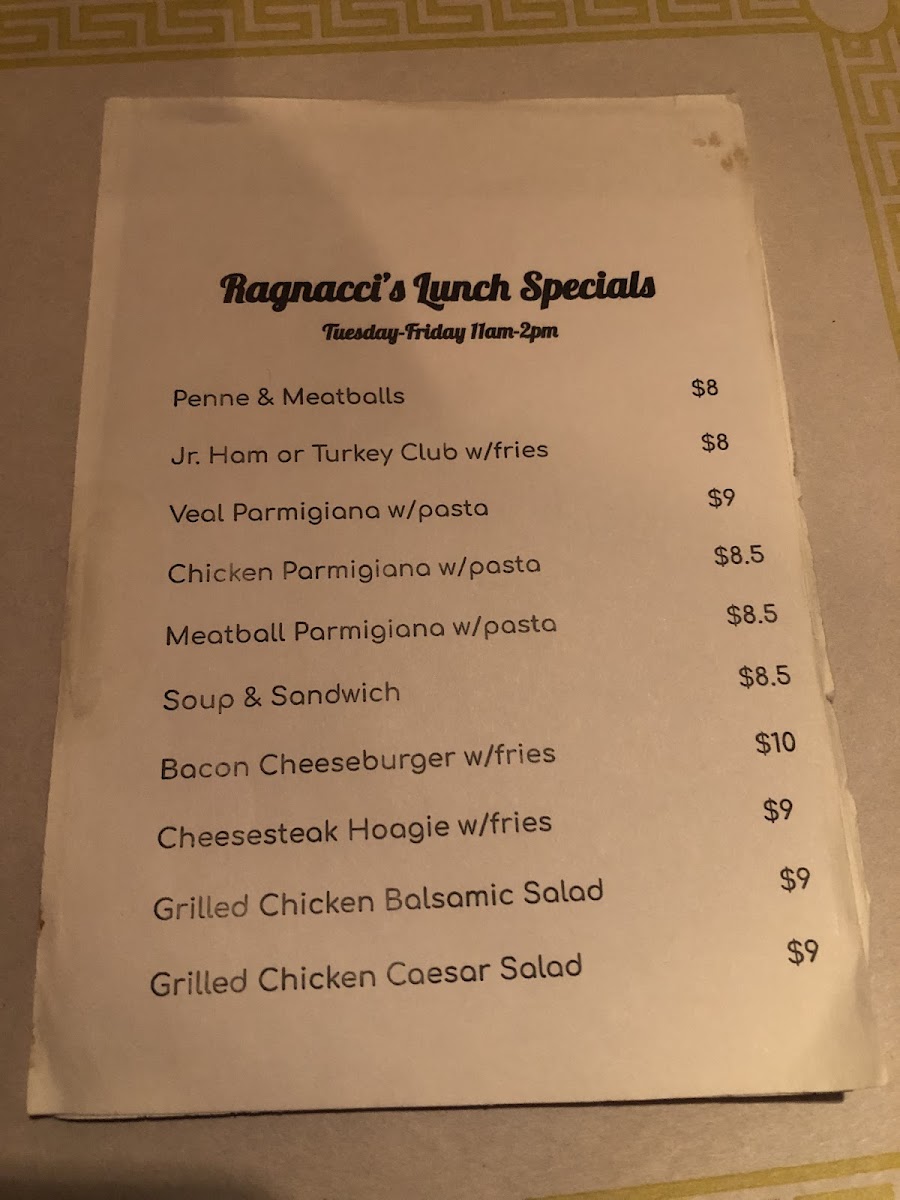 Ragnacci's Lunch Specials
Tuesday-Friday 11am-2pm
Penne & Meatballs $8
Jr. Ham or Turkey Club w/fries $8
Veal Parmigiana w/pasta $9
Chicken Parmigiana w/pasta $8.5
Meatball Parmigiana w/pasta $8.5
Soup & Sandwich $8.5
Bacon Cheeseburger w/fries $10
Cheesesteak Hoagie w/fries $9
Grilled Chicken Balsamic Salad $9
Grilled Chicken Caesar Salad $9